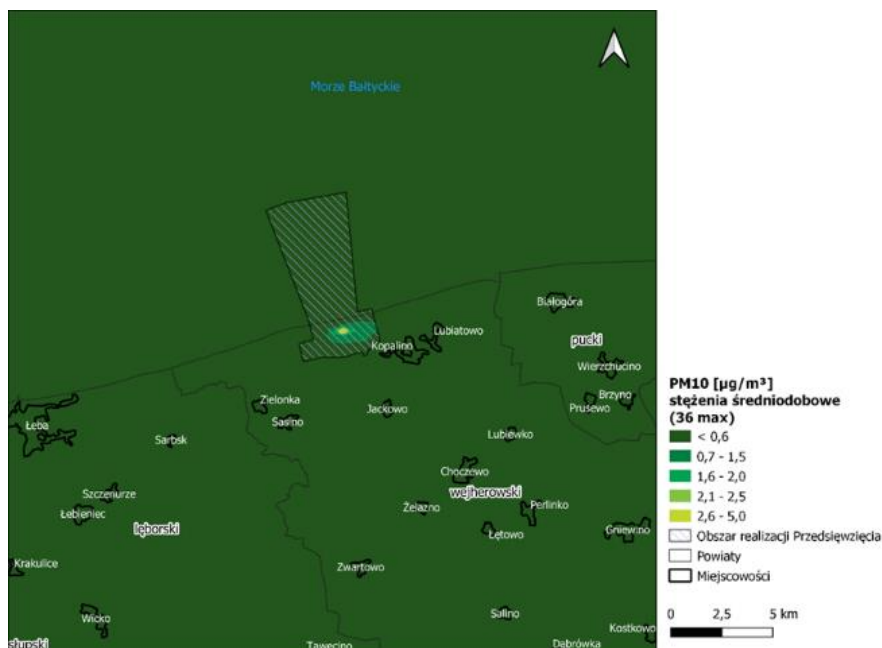 Morze Bałtyckie
Białogóra
Lubiatowo
Kopalino
pucki
Wierzchucino
Brzyno
Prusewo
Zielonka
Sasino
Jackowo
Łeba
Sarbsk
Lubiewko
Choczewo
wejherowski
Szczenurze
Łebieniec
lęborski
Żelazno
Perlinko
Łętowo
Gniewino
Krakulice
Zwartowo
Wicko
Salino
Kostkowo
słupski
Tawęcino
Dąbrówka
PM10 [µg/m³]
stężenia średniodobowe
(36 max)
< 0,6
0,7 - 1,5
1,6 - 2,0
2,1 - 2,5
2,6 - 5,0
Obszar realizacji Przedsięwzięcia
Powiaty
Miejscowości
0 2,5 5 km